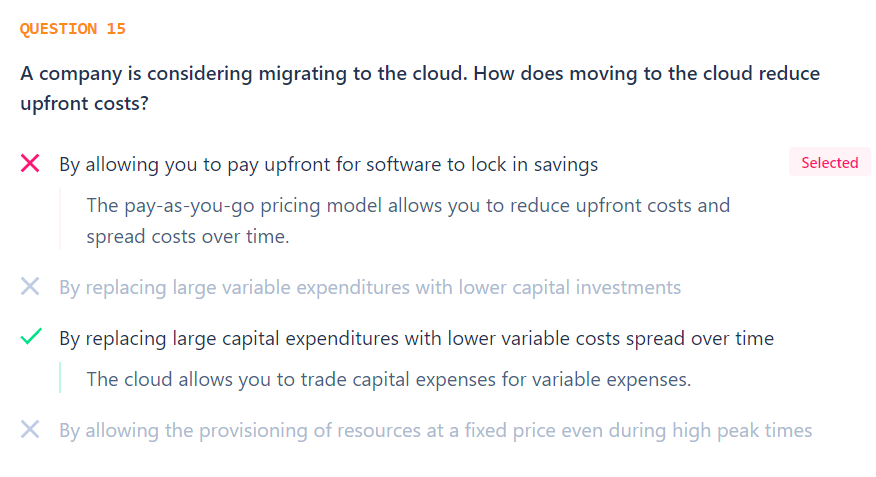 QUESTION 15
A company is considering migrating to the cloud. How does moving to the cloud reduce
upfront costs?
By allowing you to pay upfront for software to lock in savings
Selected
The pay-as-you-go pricing model allows you to reduce upfront costs and
spread costs over time.
By replacing large variable expenditures with lower capital investments
By replacing large capital expenditures with lower variable costs spread over time
The cloud allows you to trade capital expenses for variable expenses.
By allowing the provisioning of resources at a fixed price even during high peak times